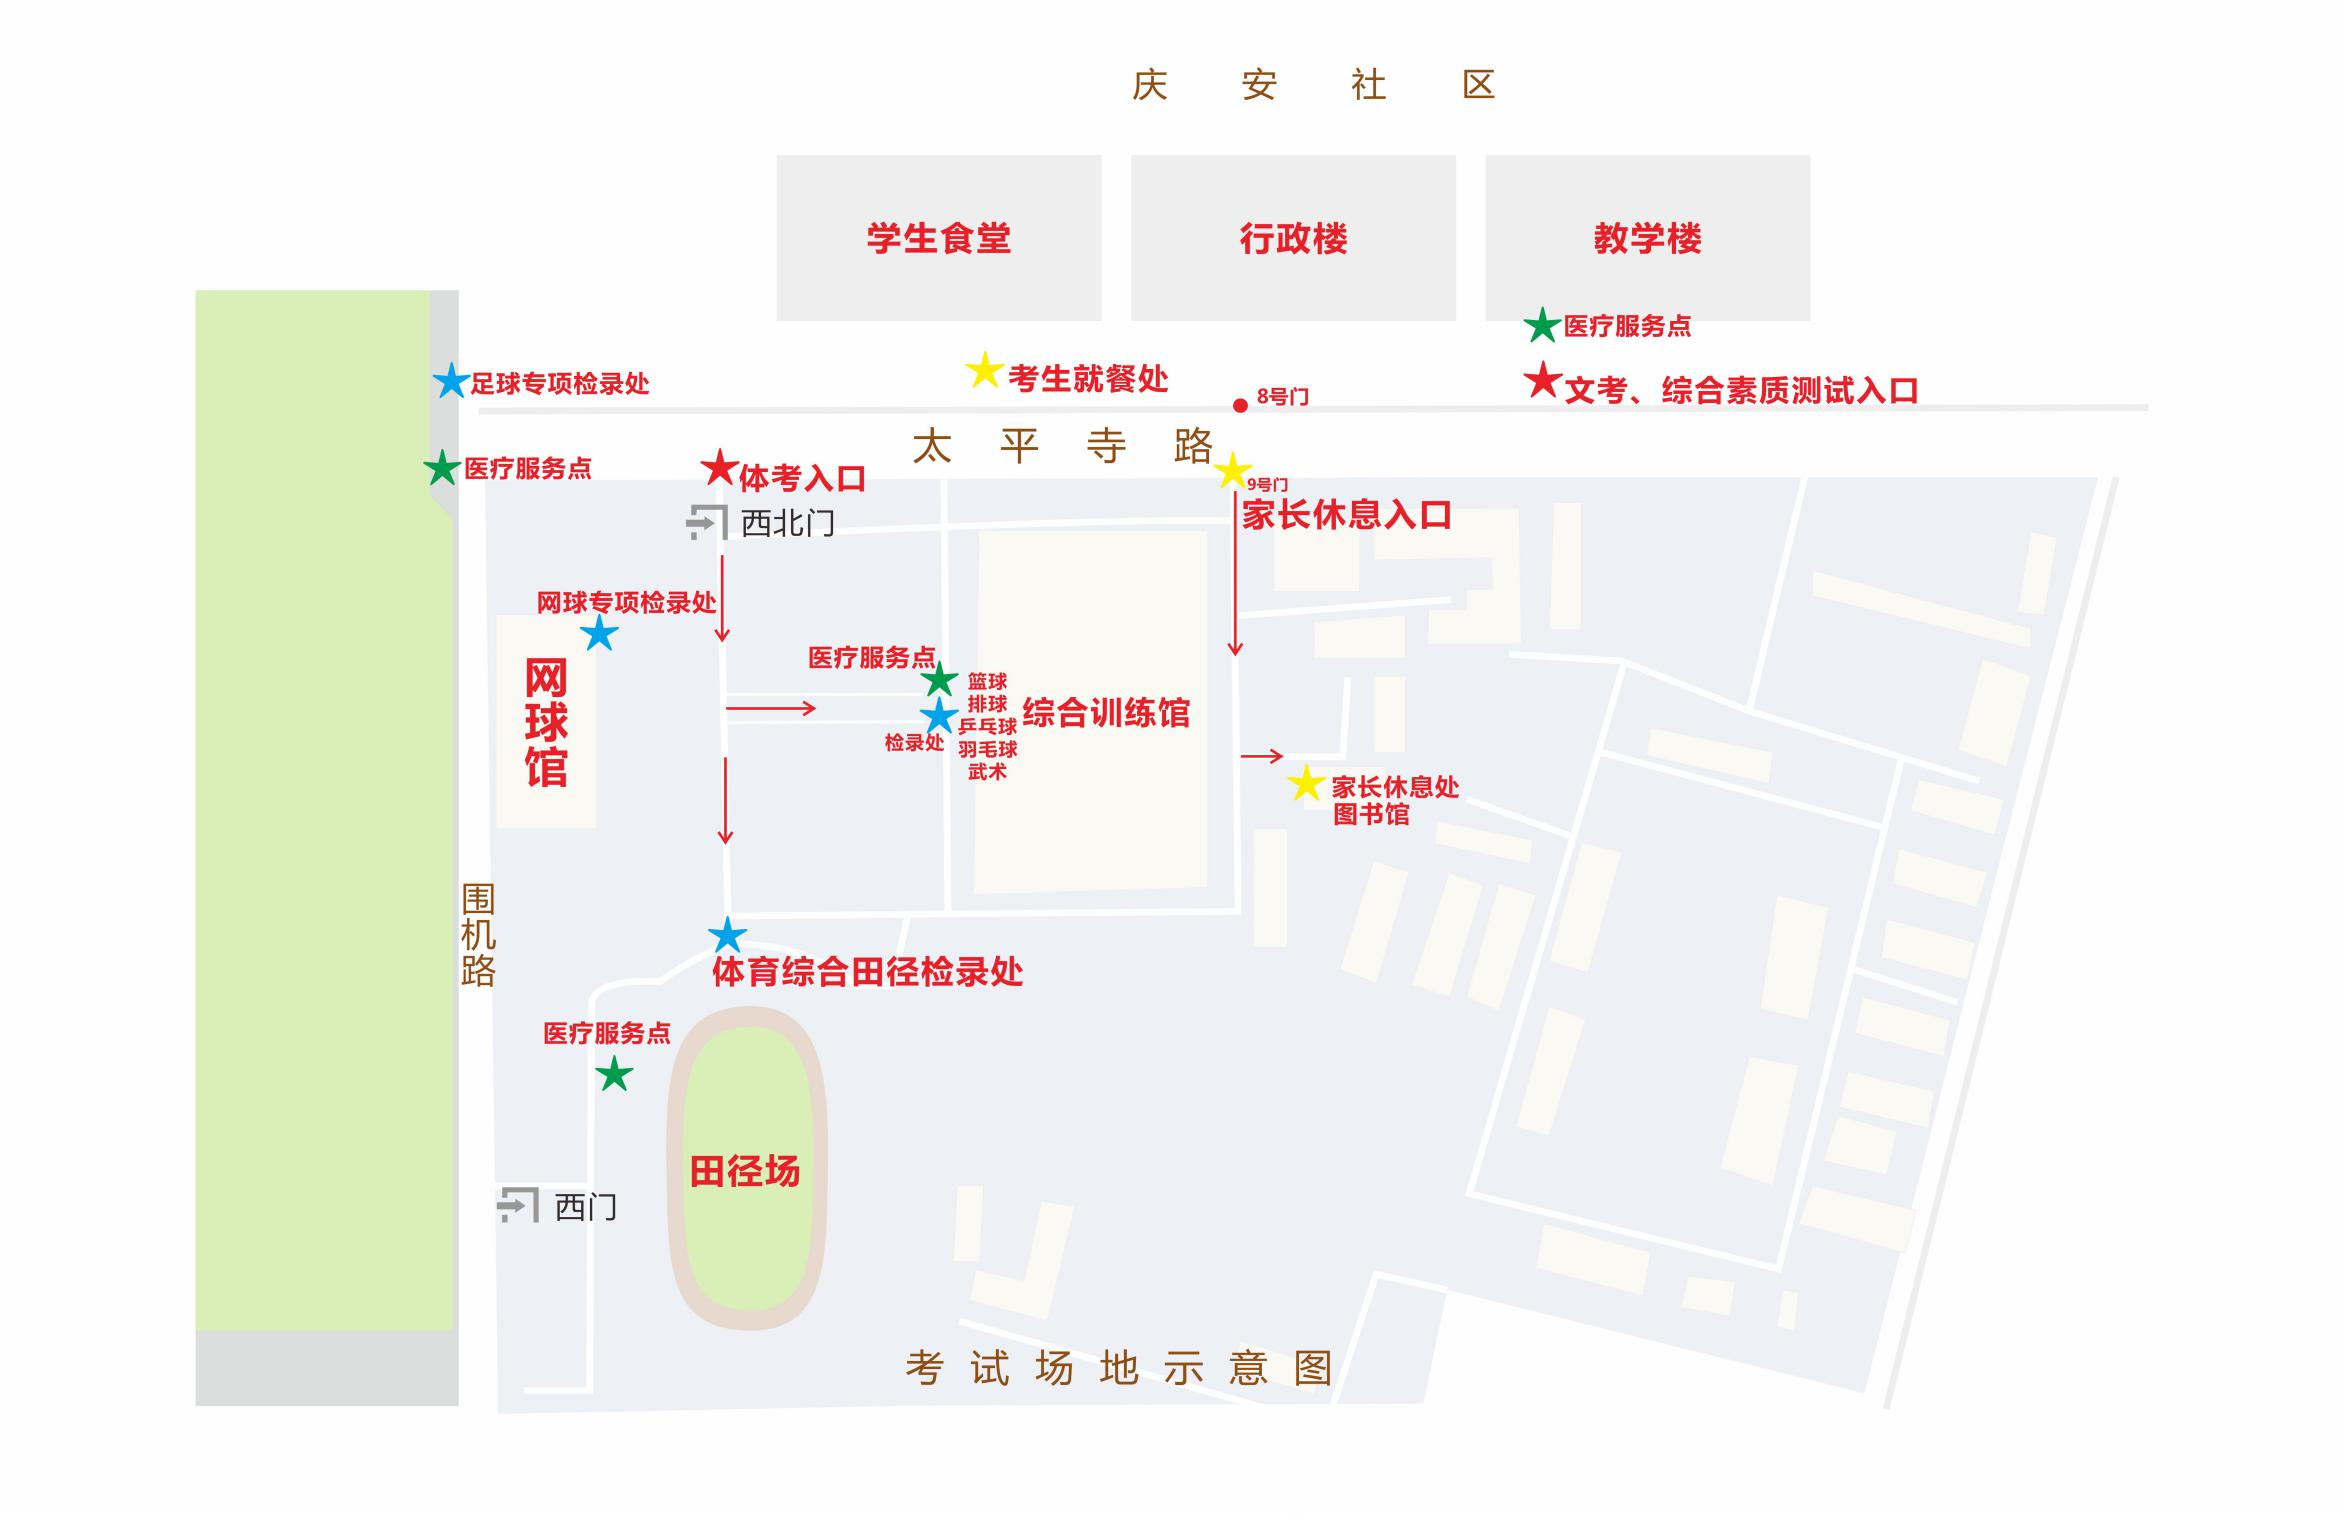 庆安社区
学生食堂
行政楼
教学楼
医疗服务点
足球专项检录处
考生就餐处
8号门
文考、综合素质测试入口
太平寺路
医疗服务点
体考入口
9号门
家长休息入口
西北门
网球专项检录处
网球馆
医疗服务点
篮球
排球
乒乓球
羽毛球
武术
综合训练馆
检录处
家长休息处
图书馆
围机路
体育综合田径检录处
医疗服务点
田径场
西门
考试场地示意图